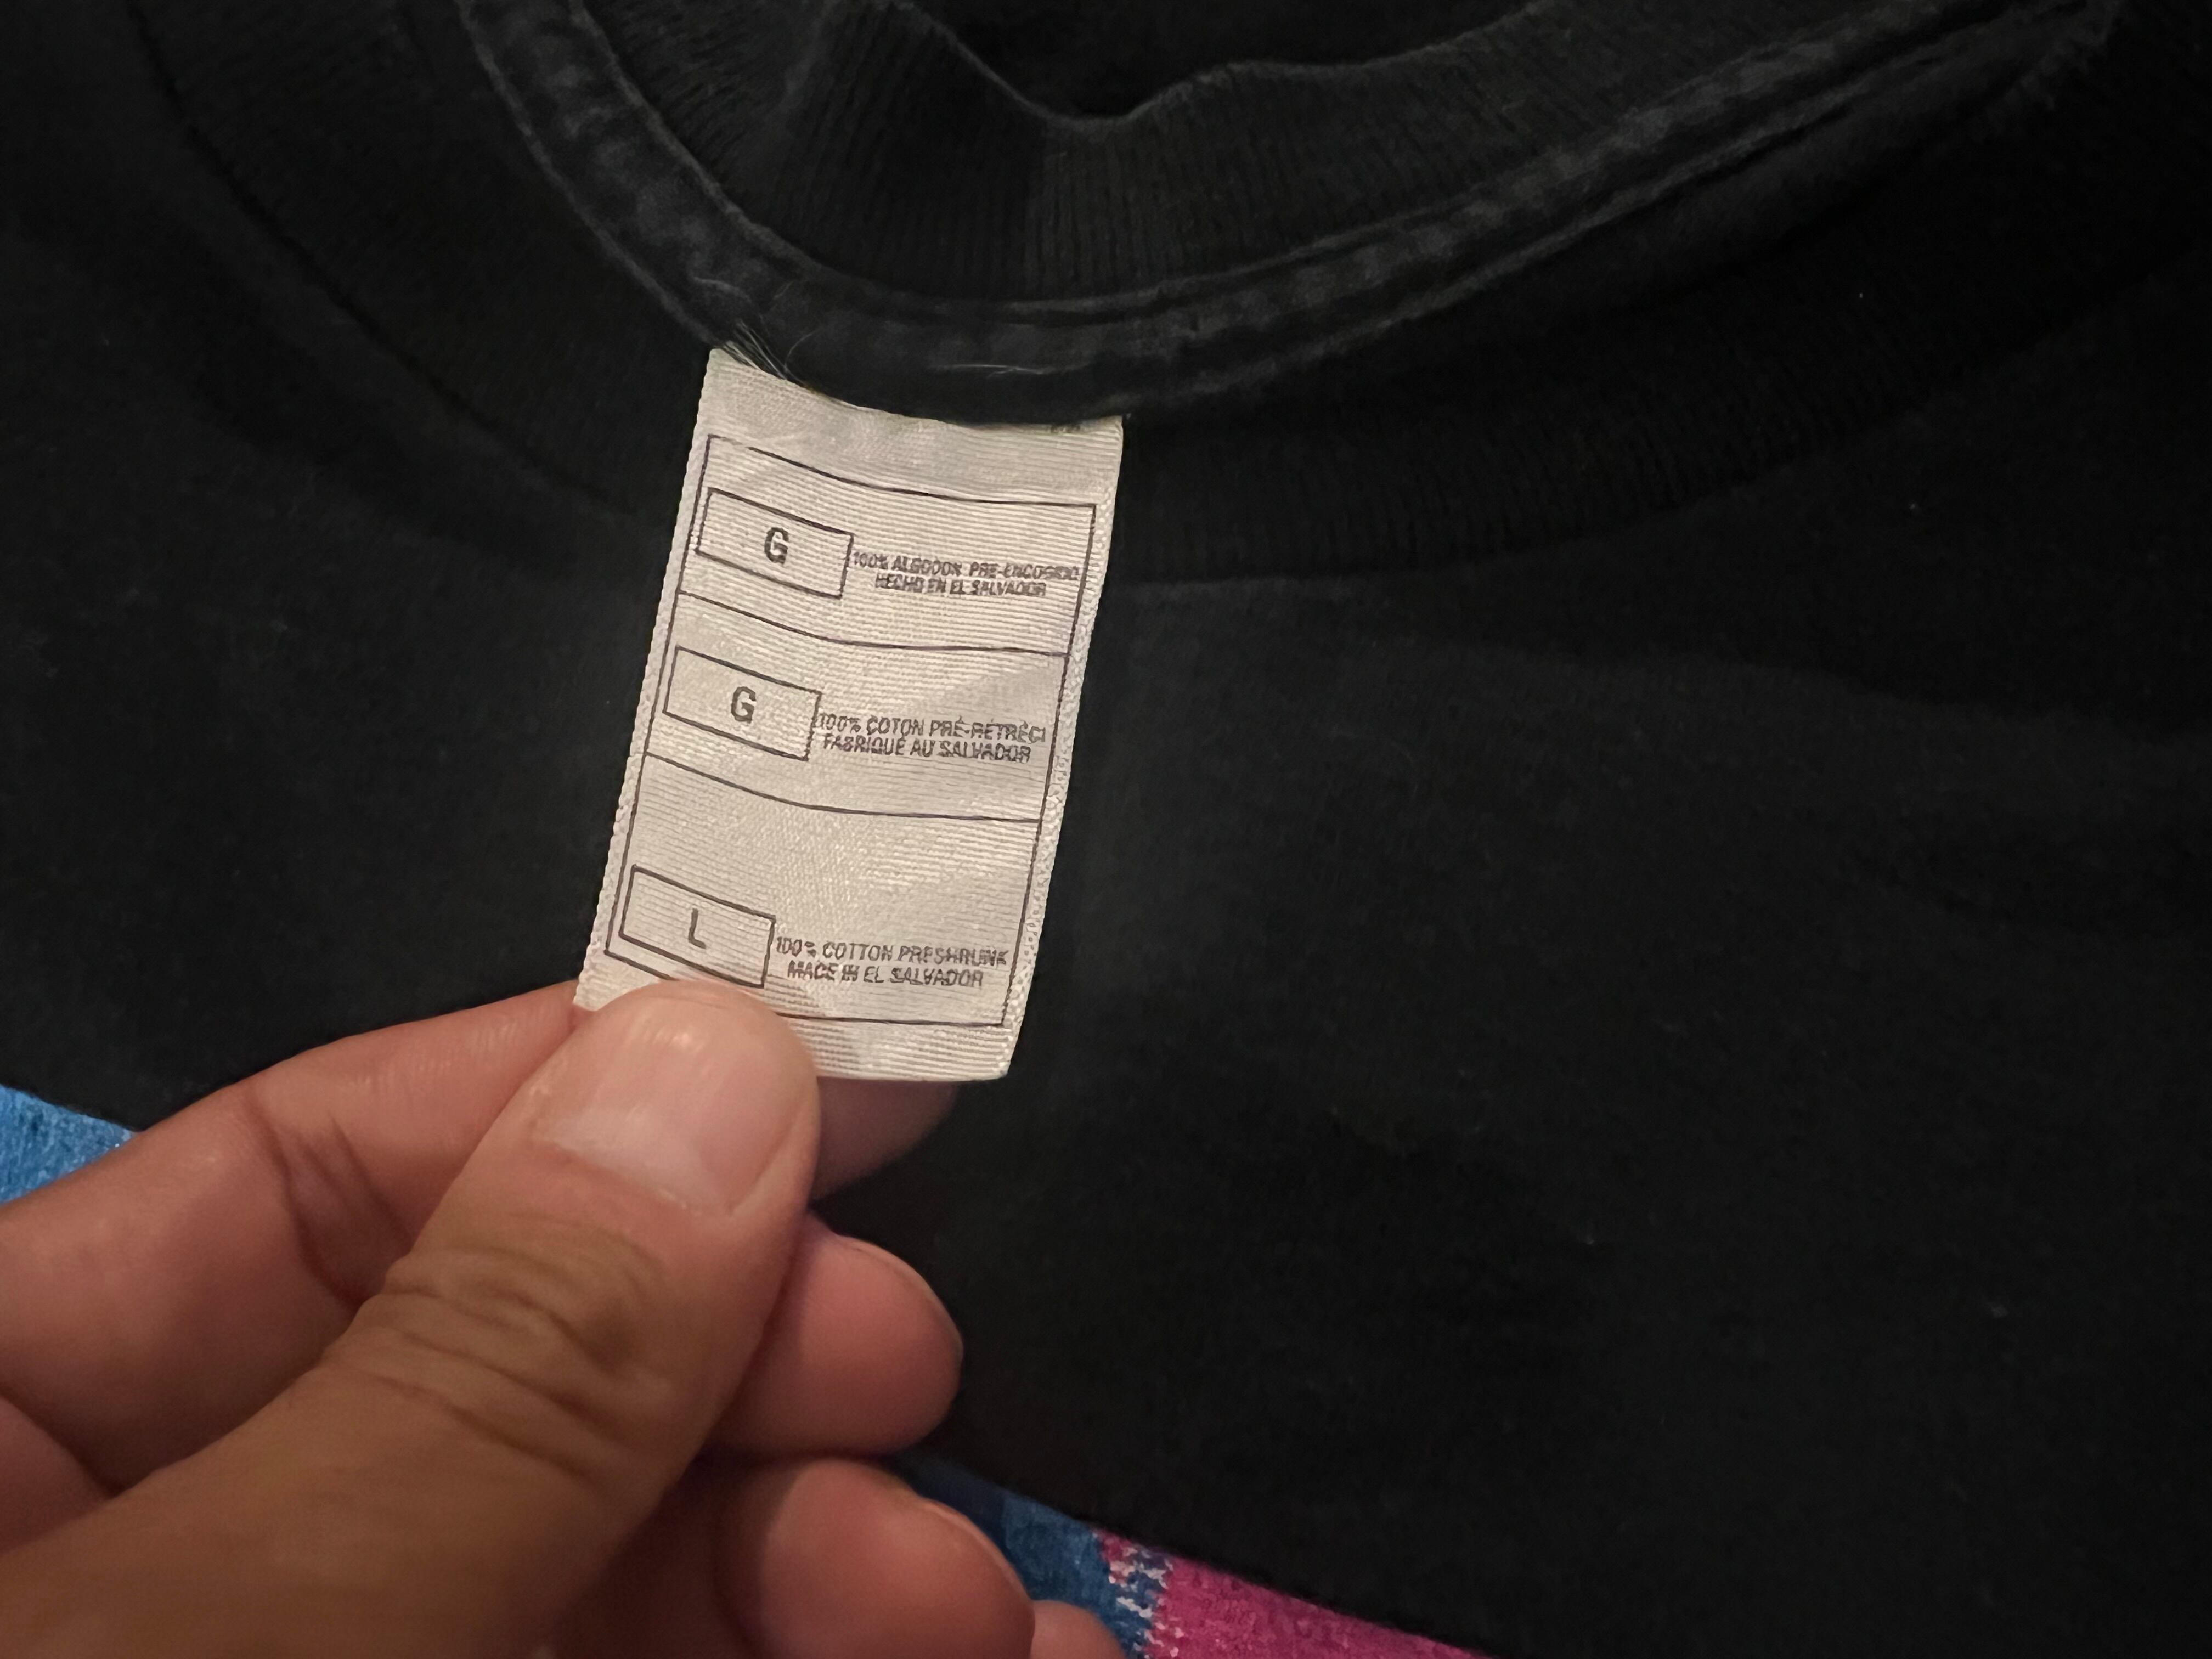 G
100% ALGODON PRE-ENCOGIDO
HECHO EN EL SALVADOR
G
100% COTON PRÉ-RÉTRÉCI
FABRIQUÉ AU SALVADOR
L
100% COTTON PRESHRUNK
MADE IN EL SALVADOR